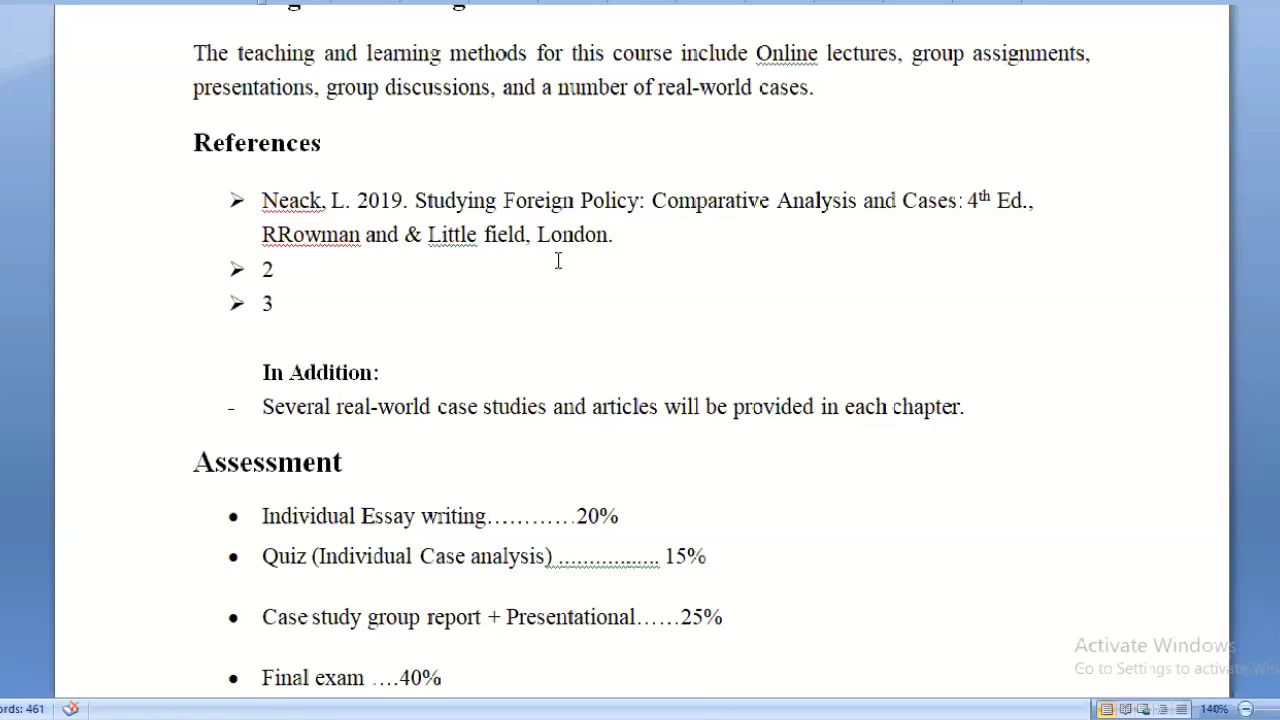 The teaching and learning methods for this course include Online lectures, group assignments,
presentations, group discussions, and a number of real-world cases.
References
➢ Neack, L. 2019. Studying Foreign Policy: Comparative Analysis and Cases: 4th Ed.,
RRowman and & Little field, London.
➢ 2
➢ 3
In Addition:
- Several real-world case studies and articles will be provided in each chapter.
Assessment
• Individual Essay writing…………20%
• Quiz (Individual Case analysis) ................. 15%
• Case study group report + Presentational……25%
• Final exam ….40%
Activate Windows
Go to Settings to activate Win
ords: 461
140%